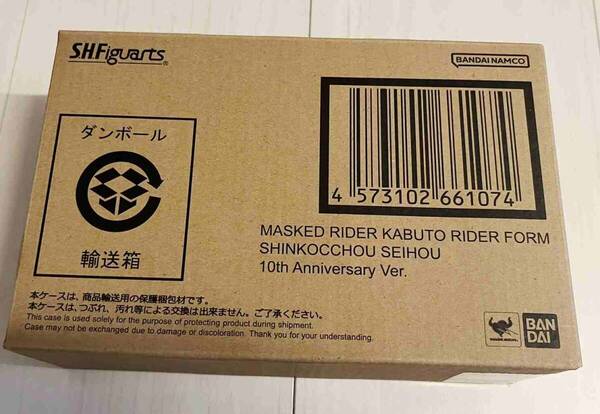 S.H.Figuarts
BANDAI NAMCO
ダンボール
輸送箱
4 573102 661074
MASKED RIDER KABUTO RIDER FORM
SHINKOCCHOU SEIHOU
10th Anniversary Ver.
本ケースは、商品輸送用の保護梱包材です。
本ケースは、つぶれ、汚れ等による交換は出来ません。ご了承ください。
This case is used solely for the purpose of protecting product during shipment.
Case may not be exchanged due to damage or discoloration. Thank you for your understanding.
BAN
DAI